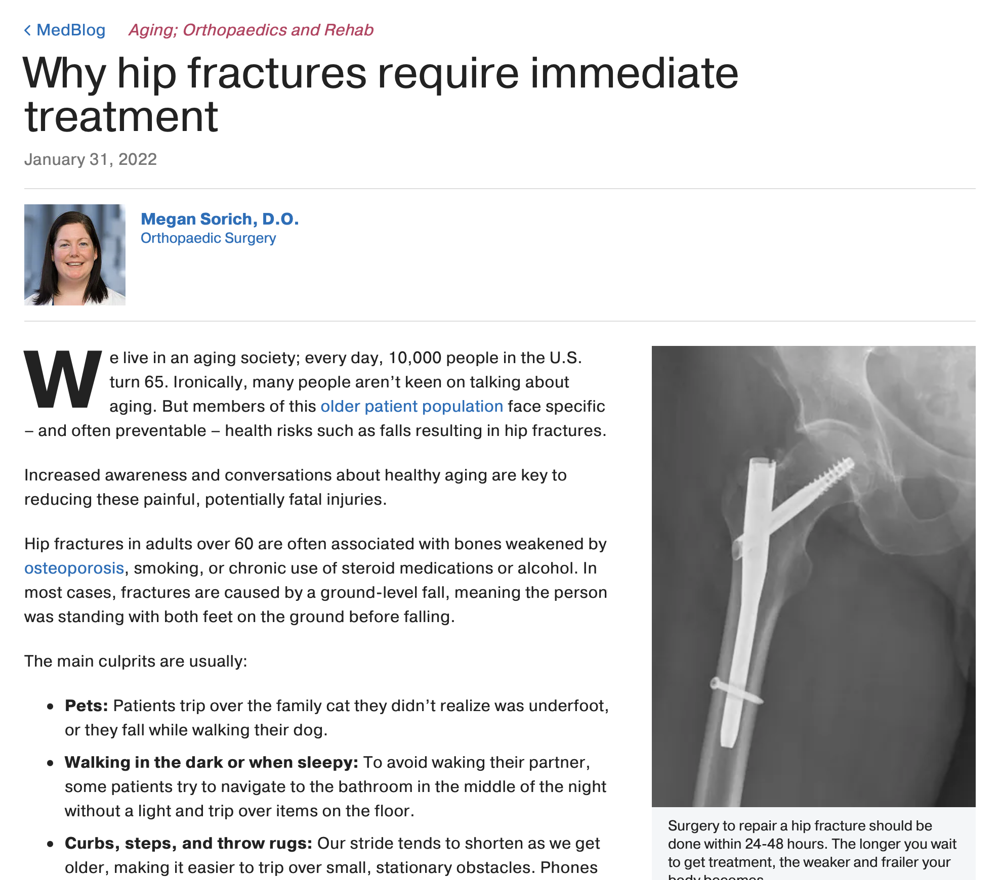 MedBlog Aging; Orthopaedics and Rehab
Why hip fractures require immediate
treatment
January 31, 2022
Megan Sorich, D.O.
Orthopaedic Surgery
We live in an aging society; every day, 10,000 people in the U.S.
turn 65. Ironically, many people aren’t keen on talking about
aging. But members of this older patient population face specific
– and often preventable – health risks such as falls resulting in hip fractures.
Increased awareness and conversations about healthy aging are key to
reducing these painful, potentially fatal injuries.
Hip fractures in adults over 60 are often associated with bones weakened by
osteoporosis, smoking, or chronic use of steroid medications or alcohol. In
most cases, fractures are caused by a ground-level fall, meaning the person
was standing with both feet on the ground before falling.
The main culprits are usually:
• Pets: Patients trip over the family cat they didn’t realize was underfoot,
or they fall while walking their dog.
• Walking in the dark or when sleepy: To avoid waking their partner,
some patients try to navigate to the bathroom in the middle of the night
without a light and trip over items on the floor.
• Curbs, steps, and throw rugs: Our stride tends to shorten as we get
older, making it easier to trip over small, stationary obstacles. Phones
Surgery to repair a hip fracture should be
done within 24-48 hours. The longer you wait
to get treatment, the weaker and frailer your
body becomes